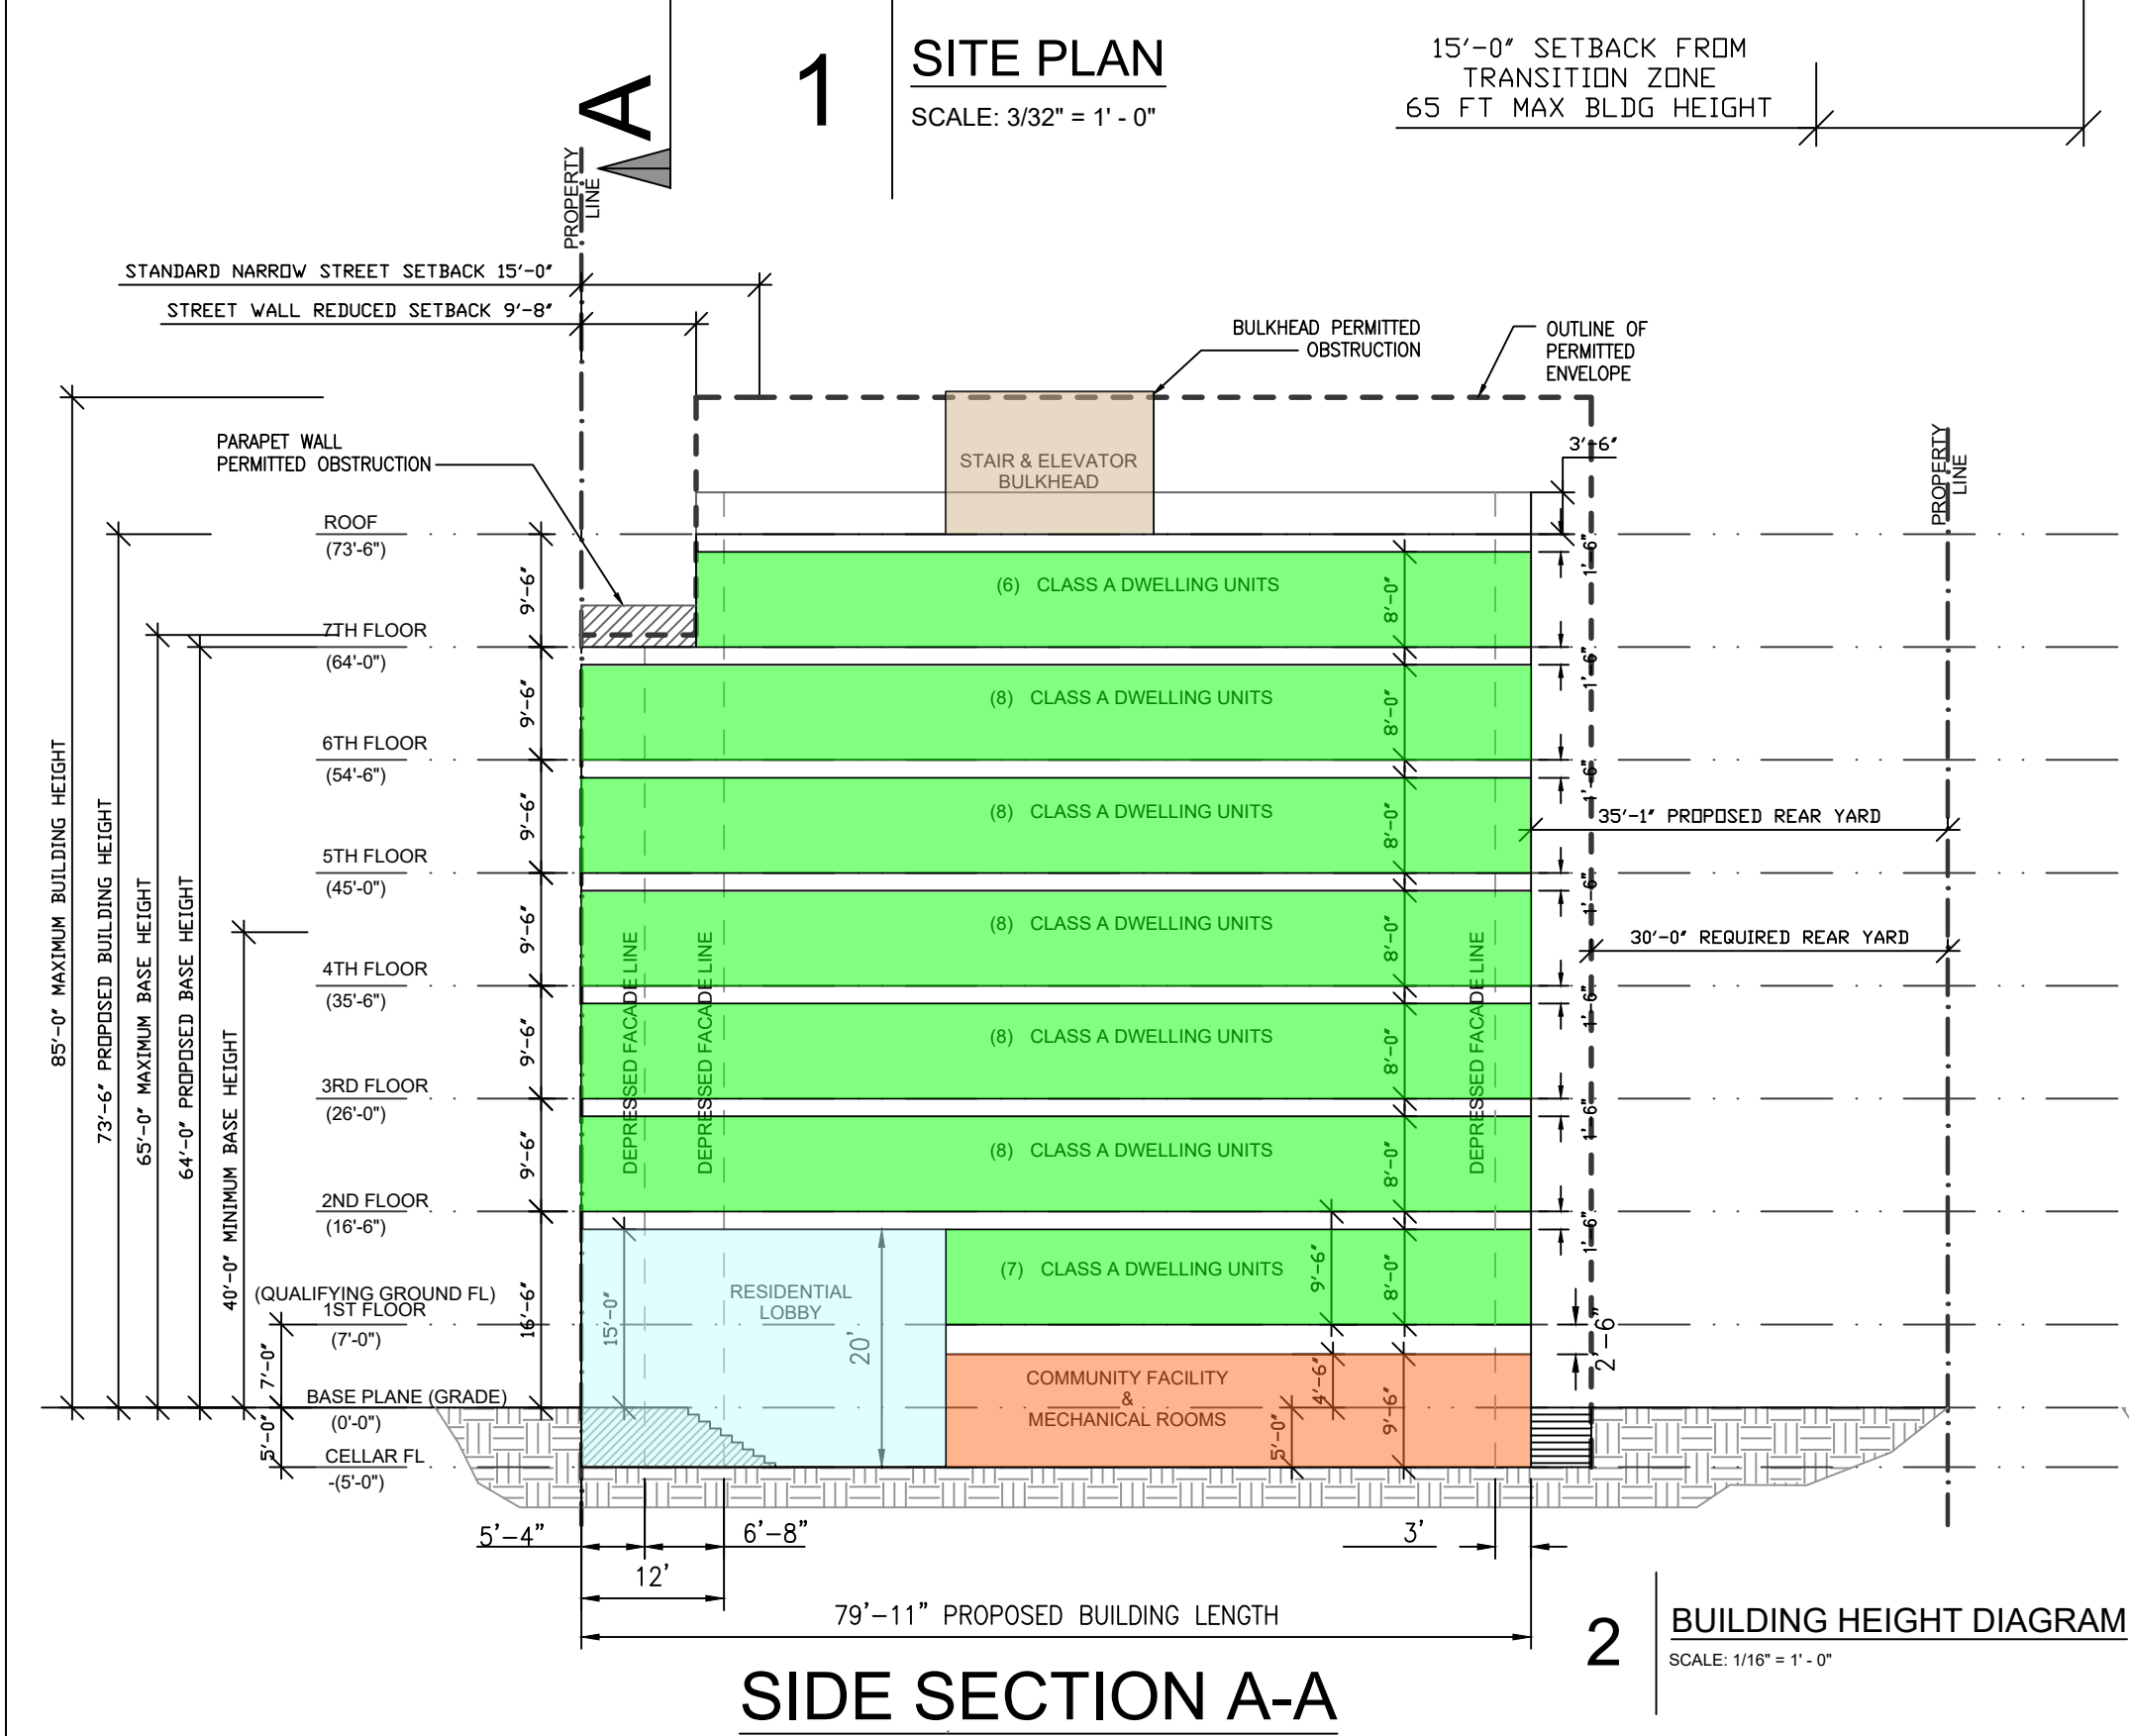 A
1
SITE PLAN
SCALE: 3/32" = 1' - 0"
15'-0" SETBACK FROM
TRANSITION ZONE
65 FT MAX BLDG HEIGHT
PROPERTY
LINE
STANDARD NARROW STREET SETBACK 15'-0"
STREET WALL REDUCED SETBACK 9'-8"
BULKHEAD PERMITTED
OBSTRUCTION
OUTLINE OF
PERMITTED
ENVELOPE
PARAPET WALL
PERMITTED OBSTRUCTION
STAIR & ELEVATOR
BULKHEAD
3'-6"
PROPERTY
LINE
ROOF
(73'-6")
7TH FLOOR
(64'-0")
6TH FLOOR
(54'-6")
5TH FLOOR
(45'-0")
4TH FLOOR
(35'-6")
3RD FLOOR
(26'-0")
2ND FLOOR
(16'-6")
(QUALIFYING GROUND FL)
1ST FLOOR
(7'-0")
BASE PLANE (GRADE)
(0'-0")
CELLAR FL
-(5'-0")
85'-0" MAXIMUM BUILDING HEIGHT
73'-6" PROPOSED BUILDING HEIGHT
65'-0" MAXIMUM BASE HEIGHT
64'-0" PROPOSED BASE HEIGHT
40'-0" MINIMUM BASE HEIGHT
7'-0"
5'-0"
9'-6"
9'-6"
9'-6"
9'-6"
9'-6"
9'-6"
16'-6"
(6) CLASS A DWELLING UNITS
(8) CLASS A DWELLING UNITS
(8) CLASS A DWELLING UNITS
(8) CLASS A DWELLING UNITS
(8) CLASS A DWELLING UNITS
(8) CLASS A DWELLING UNITS
(7) CLASS A DWELLING UNITS
8'-0"
8'-0"
8'-0"
8'-0"
8'-0"
8'-0"
8'-0"
1'-6"
1'-6"
1'-6"
1'-6"
1'-6"
1'-6"
1'-6"
DEPRESSED FACADE LINE
DEPRESSED FACADE LINE
DEPRESSED FACADE LINE
35'-1" PROPOSED REAR YARD
30'-0" REQUIRED REAR YARD
RESIDENTIAL
LOBBY
15'-0"
20'
9'-6"
2'-6"
COMMUNITY FACILITY
&
MECHANICAL ROOMS
4'-6"
5'-0"
9'-6"
5'-4"
6'-8"
3'
12'
79'-11" PROPOSED BUILDING LENGTH
2
BUILDING HEIGHT DIAGRAM
SCALE: 1/16" = 1' - 0"
SIDE SECTION A-A